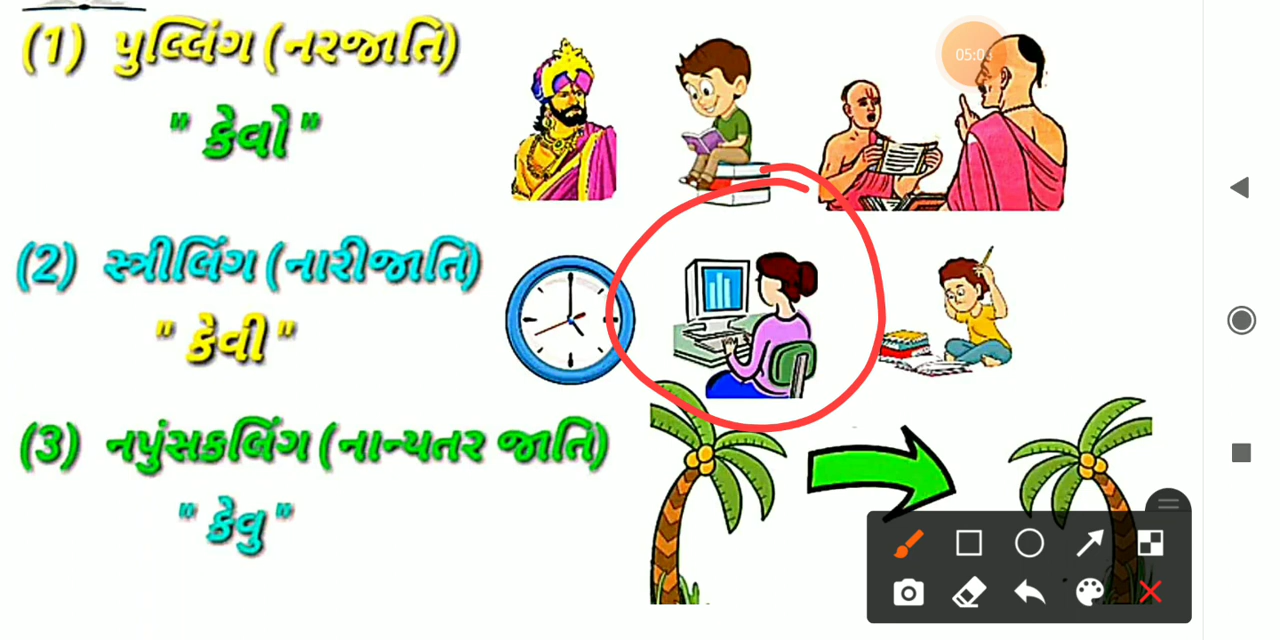 (1) પુલ્લિંગ (નરજાતિ)
" કેવો "
(2) સ્ત્રીલિંગ (નારીજાતિ)
" કેવી "
(3) નપુંસકલિંગ (નાન્યતર જાતિ)
" કેવુ "